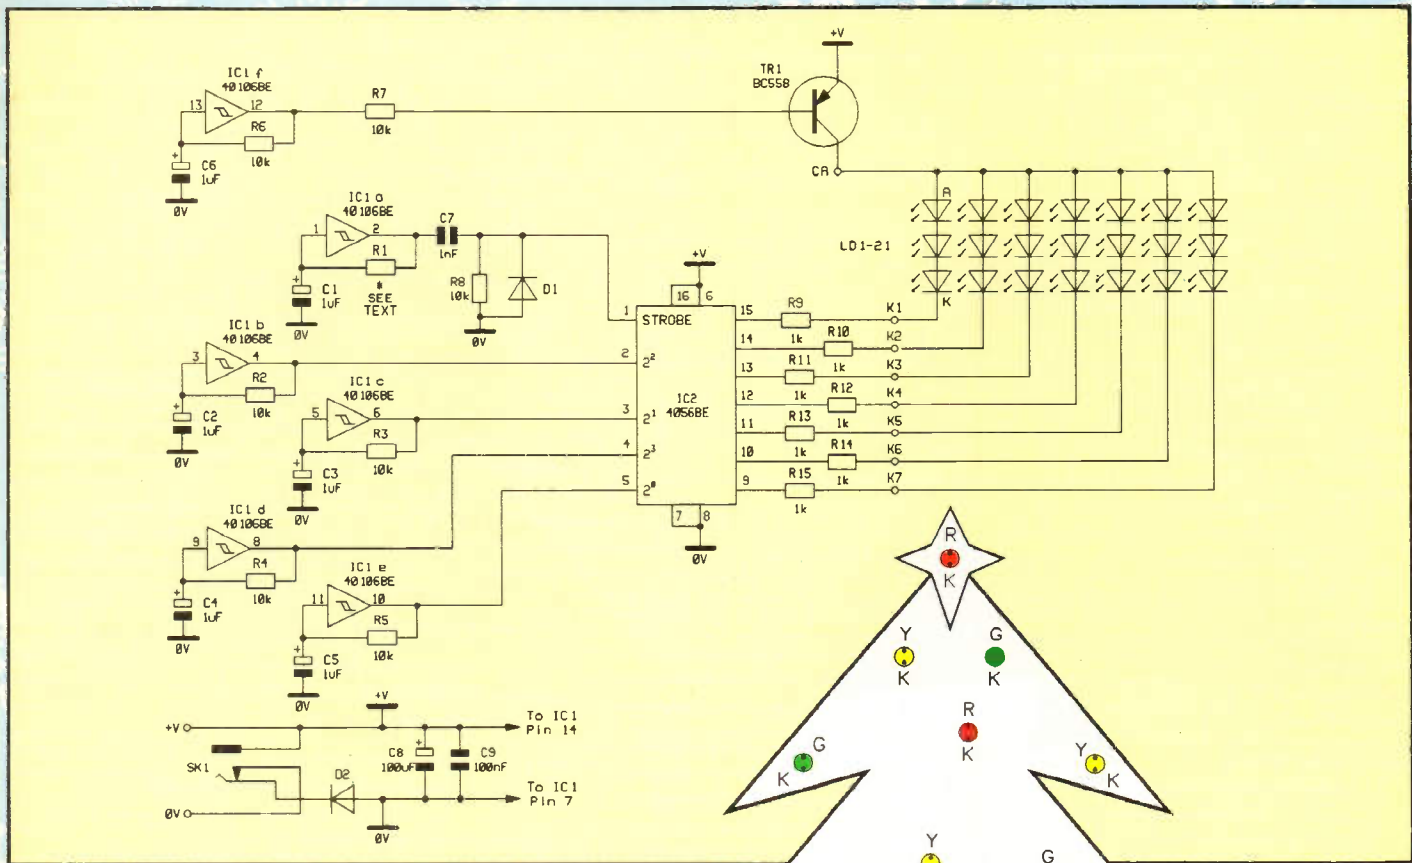 +V
TR1
BC558
IC1 f
40106BE
13
12
R7
10k
R6
10k
C6
1uF
0V
CA
A
LD1-21
K
IC1 a
40106BE
1
2
C7
1nF
R1
*
SEE
TEXT
C1
1uF
0V
R8
10k
D1
0V
+V
16
6
1
STROBE
15
R9
1k
K1
14
R10
1k
K2
13
R11
1k
K3
12
R12
1k
K4
11
R13
1k
K5
10
R14
1k
K6
9
R15
1k
K7
IC2
4056BE
2
2²
3
2¹
4
2³
5
2⁰
7
8
0V
IC1 b
40106BE
3
4
R2
10k
C2
1uF
0V
IC1 c
40106BE
5
6
R3
10k
C3
1uF
0V
IC1 d
40106BE
9
8
R4
10k
C4
1uF
0V
IC1 e
40106BE
11
10
R5
10k
C5
1uF
0V
+V
+V
To IC1
Pin 14
SK1
C8
100uF
C9
100nF
D2
To IC1
Pin 7
0V
0V
R
K
Y
K
G
K
R
K
G
K
Y
K
Y
G